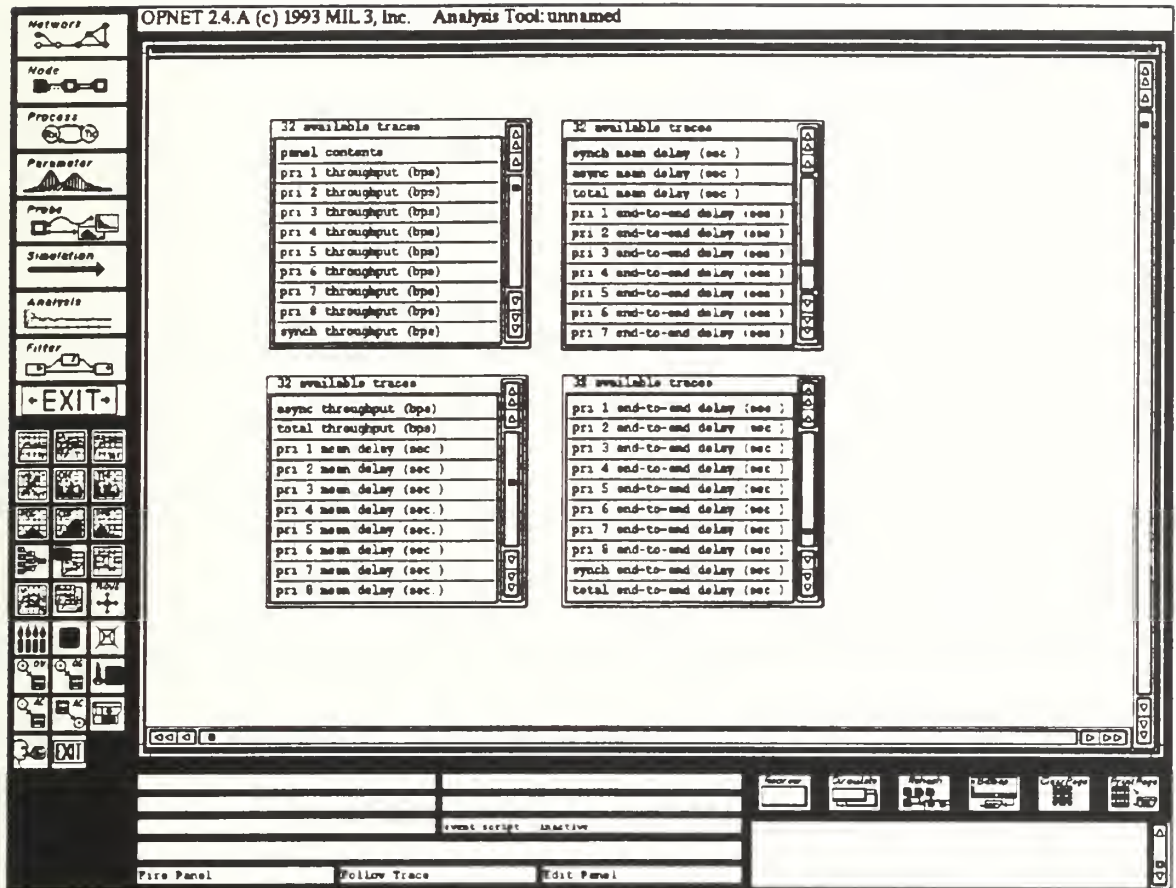 OPNET 2.4.A (c) 1993 MIL 3, Inc. Analysis Tool: unnamed
Network
Node
Process
Parameter
Probe
Simulation
Analysis
Filter
EXIT
32 available traces
panel contents
pri 1 throughput (bps)
pri 2 throughput (bps)
pri 3 throughput (bps)
pri 4 throughput (bps)
pri 5 throughput (bps)
pri 6 throughput (bps)
pri 7 throughput (bps)
pri 8 throughput (bps)
synch throughput (bps)
32 available traces
synch mean delay (sec )
async mean delay (sec )
total mean delay (sec )
pri 1 end-to-end delay (sec )
pri 2 end-to-end delay (sec )
pri 3 end-to-end delay (sec )
pri 4 end-to-end delay (sec )
pri 5 end-to-end delay (sec )
pri 6 end-to-end delay (sec )
pri 7 end-to-end delay (sec )
32 available traces
async throughput (bps)
total throughput (bps)
pri 1 mean delay (sec )
pri 2 mean delay (sec )
pri 3 mean delay (sec )
pri 4 mean delay (sec.)
pri 5 mean delay (sec.)
pri 6 mean delay (sec )
pri 7 mean delay (sec )
pri 8 mean delay (sec.)
32 available traces
pri 1 end-to-end delay (sec )
pri 2 end-to-end delay (sec )
pri 3 end-to-end delay (sec )
pri 4 end-to-end delay (sec )
pri 5 end-to-end delay (sec )
pri 6 end-to-end delay (sec )
pri 7 end-to-end delay (sec )
pri 8 end-to-end delay (sec )
synch end-to-end delay (sec )
total end-to-end delay (sec )
EXIT
Circulate
Refresh
Clear Page
Print Page
event script inactive
Fire Panel
Follow Trace
Edit Panel